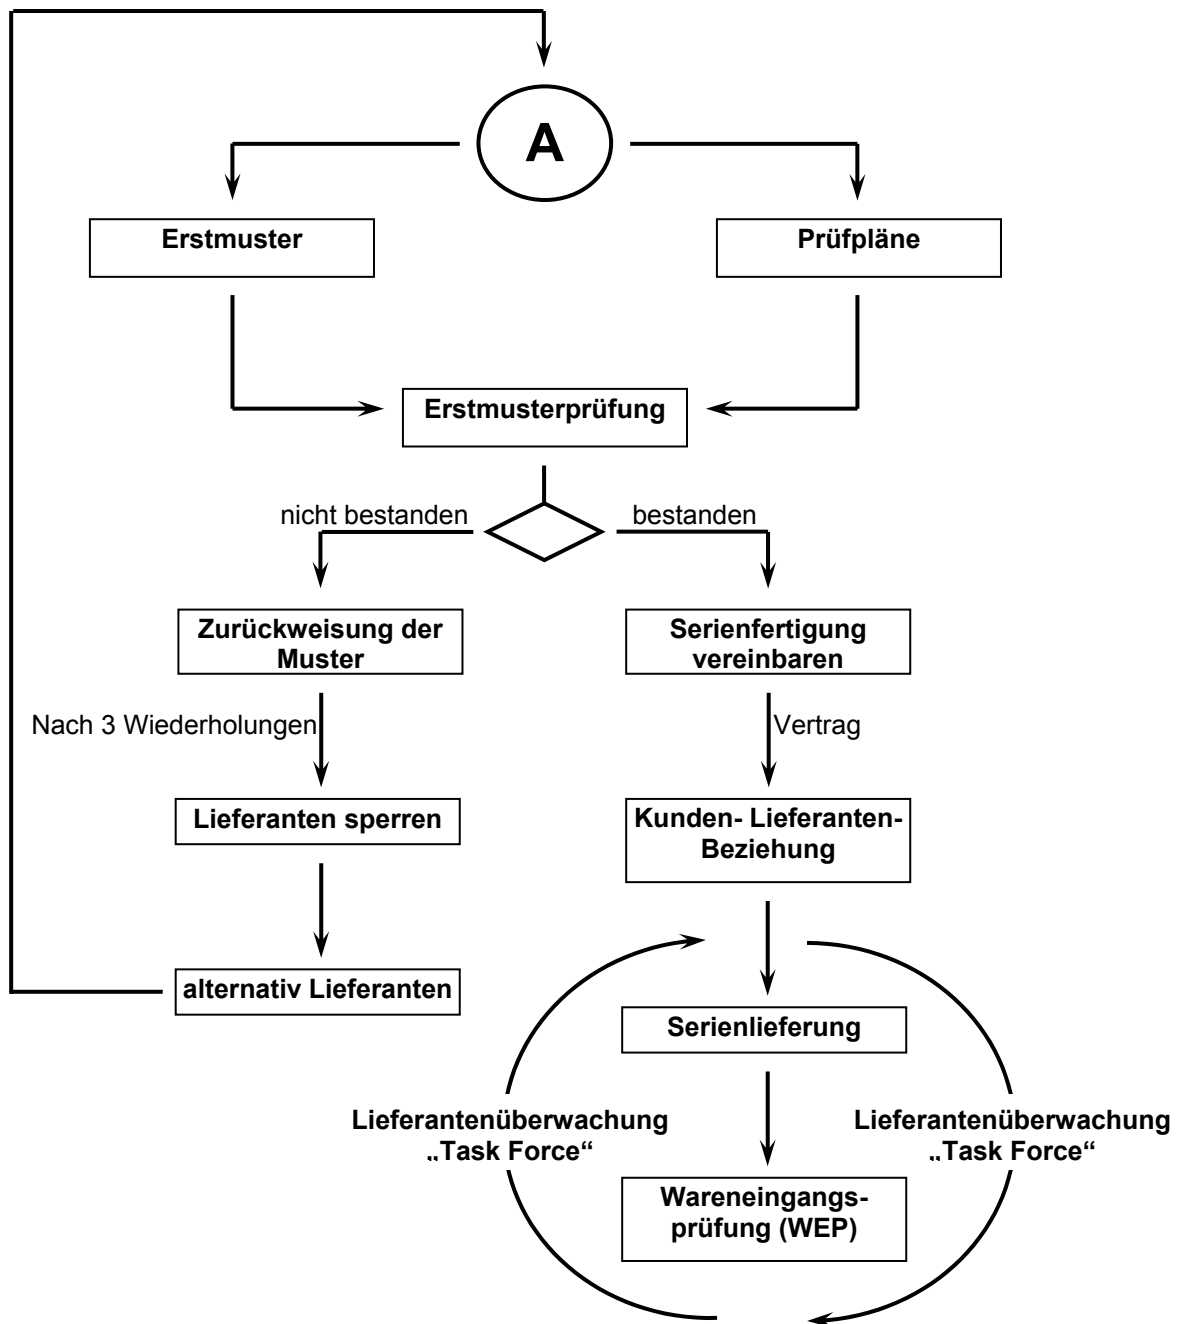 A
Erstmuster
Prüfpläne
Erstmusterprüfung
nicht bestanden
bestanden
Zurückweisung der
Muster
Serienfertigung
vereinbaren
Nach 3 Wiederholungen
Vertrag
Lieferanten sperren
Kunden- Lieferanten-
Beziehung
alternativ Lieferanten
Serienlieferung
Lieferantenüberwachung
„Task Force“
Lieferantenüberwachung
„Task Force“
Wareneingangs-
prüfung (WEP)